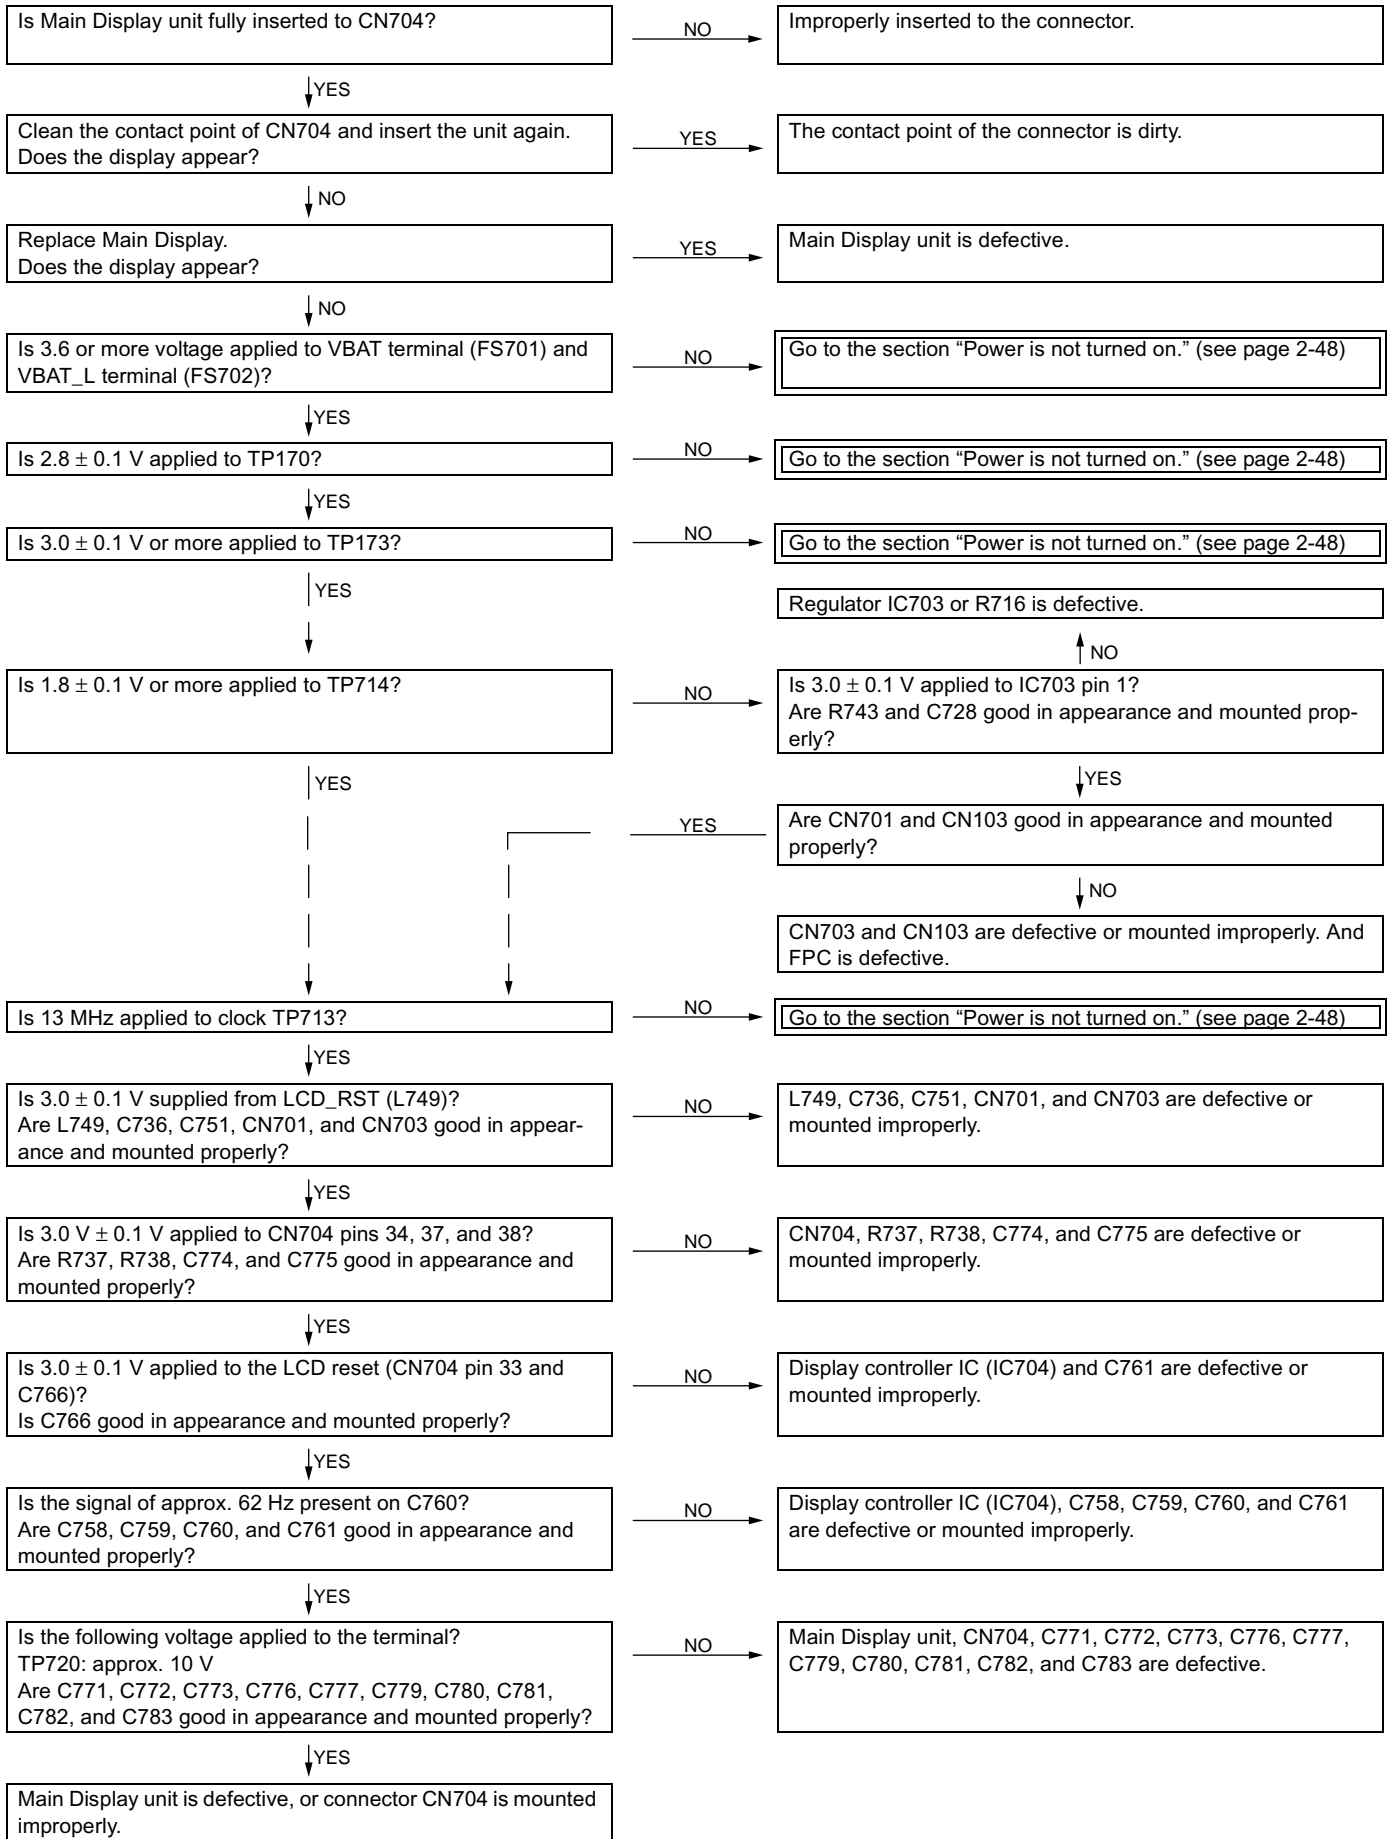 Is Main Display unit fully inserted to CN704?
NO
Improperly inserted to the connector.
YES
Clean the contact point of CN704 and insert the unit again.
Does the display appear?
YES
The contact point of the connector is dirty.
NO
Replace Main Display.
Does the display appear?
YES
Main Display unit is defective.
NO
Is 3.6 or more voltage applied to VBAT terminal (FS701) and
VBAT_L terminal (FS702)?
NO
Go to the section “Power is not turned on.” (see page 2-48)
YES
Is 2.8 ± 0.1 V applied to TP170?
NO
Go to the section “Power is not turned on.” (see page 2-48)
YES
Is 3.0 ± 0.1 V or more applied to TP173?
NO
Go to the section “Power is not turned on.” (see page 2-48)
YES
Regulator IC703 or R716 is defective.
NO
Is 1.8 ± 0.1 V or more applied to TP714?
NO
Is 3.0 ± 0.1 V applied to IC703 pin 1?
Are R743 and C728 good in appearance and mounted prop-
erly?
YES
YES
Are CN701 and CN103 good in appearance and mounted
properly?
YES
NO
CN703 and CN103 are defective or mounted improperly. And
FPC is defective.
Is 13 MHz applied to clock TP713?
NO
Go to the section “Power is not turned on.” (see page 2-48)
YES
Is 3.0 ± 0.1 V supplied from LCD_RST (L749)?
Are L749, C736, C751, CN701, and CN703 good in appear-
ance and mounted properly?
NO
L749, C736, C751, CN701, and CN703 are defective or
mounted improperly.
YES
Is 3.0 V ± 0.1 V applied to CN704 pins 34, 37, and 38?
Are R737, R738, C774, and C775 good in appearance and
mounted properly?
NO
CN704, R737, R738, C774, and C775 are defective or
mounted improperly.
YES
Is 3.0 ± 0.1 V applied to the LCD reset (CN704 pin 33 and
C766)?
Is C766 good in appearance and mounted properly?
NO
Display controller IC (IC704) and C761 are defective or
mounted improperly.
YES
Is the signal of approx. 62 Hz present on C760?
Are C758, C759, C760, and C761 good in appearance and
mounted properly?
NO
Display controller IC (IC704), C758, C759, C760, and C761
are defective or mounted improperly.
YES
Is the following voltage applied to the terminal?
TP720: approx. 10 V
Are C771, C772, C773, C776, C777, C779, C780, C781,
C782, and C783 good in appearance and mounted properly?
NO
Main Display unit, CN704, C771, C772, C773, C776, C777,
C779, C780, C781, C782, and C783 are defective.
YES
Main Display unit is defective, or connector CN704 is mounted
improperly.